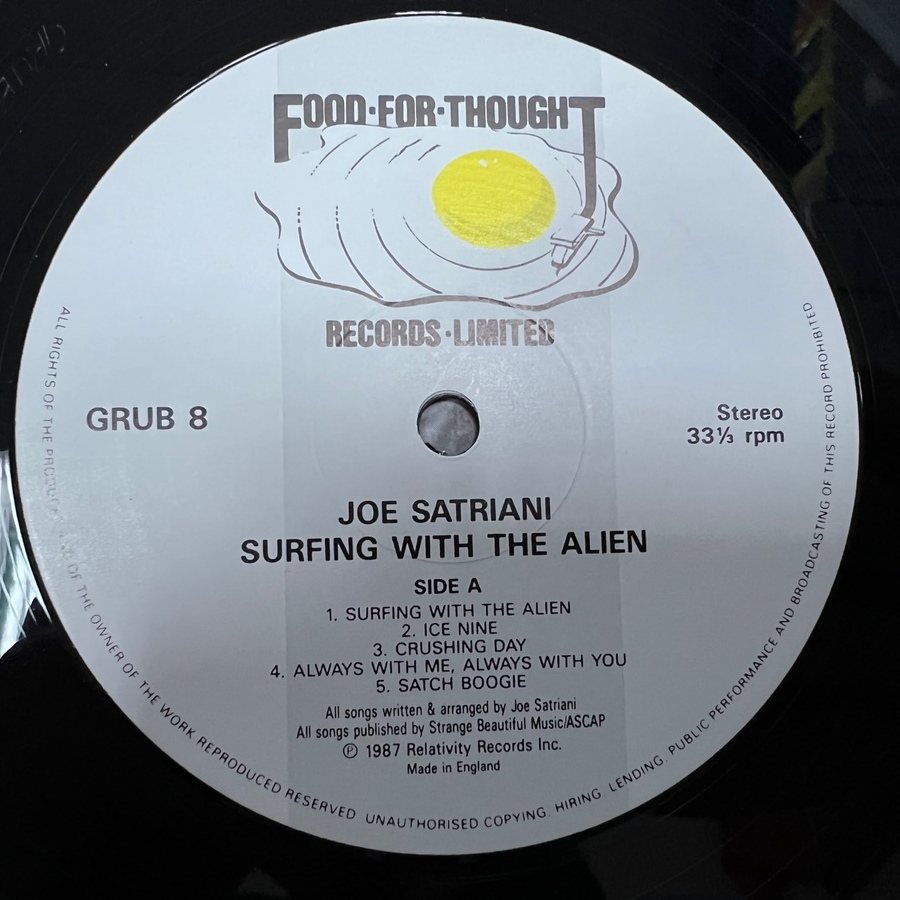 FOOD·FOR·THOUGHT
RECORDS·LIMITED
GRUB 8
Stereo
33⅓ rpm
JOE SATRIANI
SURFING WITH THE ALIEN
SIDE A
1. SURFING WITH THE ALIEN
2. ICE NINE
3. CRUSHING DAY
4. ALWAYS WITH ME, ALWAYS WITH YOU
5. SATCH BOOGIE
All songs written & arranged by Joe Satriani
All songs published by Strange Beautiful Music/ASCAP
℗ 1987 Relativity Records Inc.
Made in England
ALL RIGHTS OF THE OF THE OWNER OF THE WORK REPRODUCED RESERVED UNAUTHORISED COPYING. HIRING. LENDING. PUBLIC PERFORMANCE AND BROADCASTING OF THIS RECORD PROHIBITED